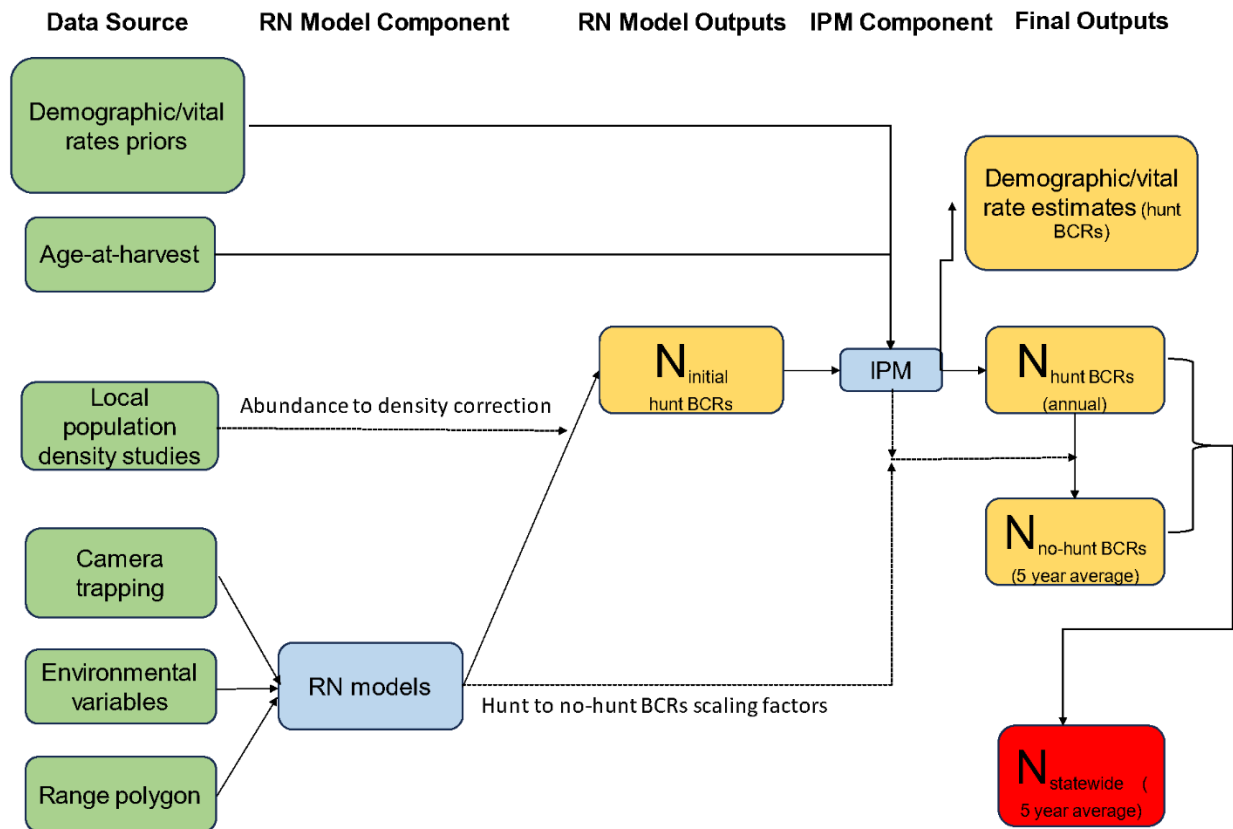 Data Source
RN Model Component
RN Model Outputs
IPM Component
Final Outputs
Demographic/vital
rates priors
Demographic/vital
rate estimates (hunt
BCRs)
Age-at-harvest
N initial
hunt BCRs
IPM
N hunt BCRs
(annual)
Local
population
density studies
Abundance to density correction
N no-hunt BCRs
(5 year average)
Camera
trapping
Environmental
variables
RN models
Hunt to no-hunt BCRs scaling factors
Range polygon
N statewide (
5 year average)